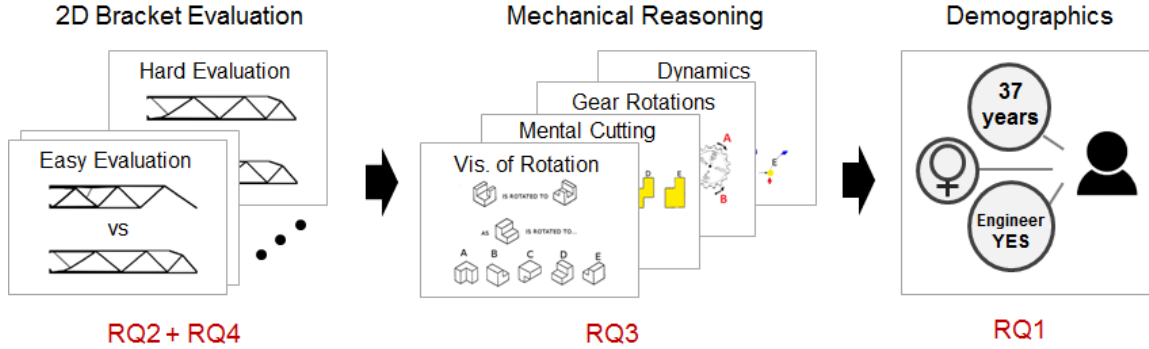 2D Bracket Evaluation
Hard Evaluation
Easy Evaluation
vs
RQ2 + RQ4
Mechanical Reasoning
Dynamics
E
Gear Rotations
A
B
Mental Cutting
D E
Vis. of Rotation
IS ROTATED TO
AS IS ROTATED TO...
A B C D E
RQ3
Demographics
37
years
Engineer
YES
RQ1